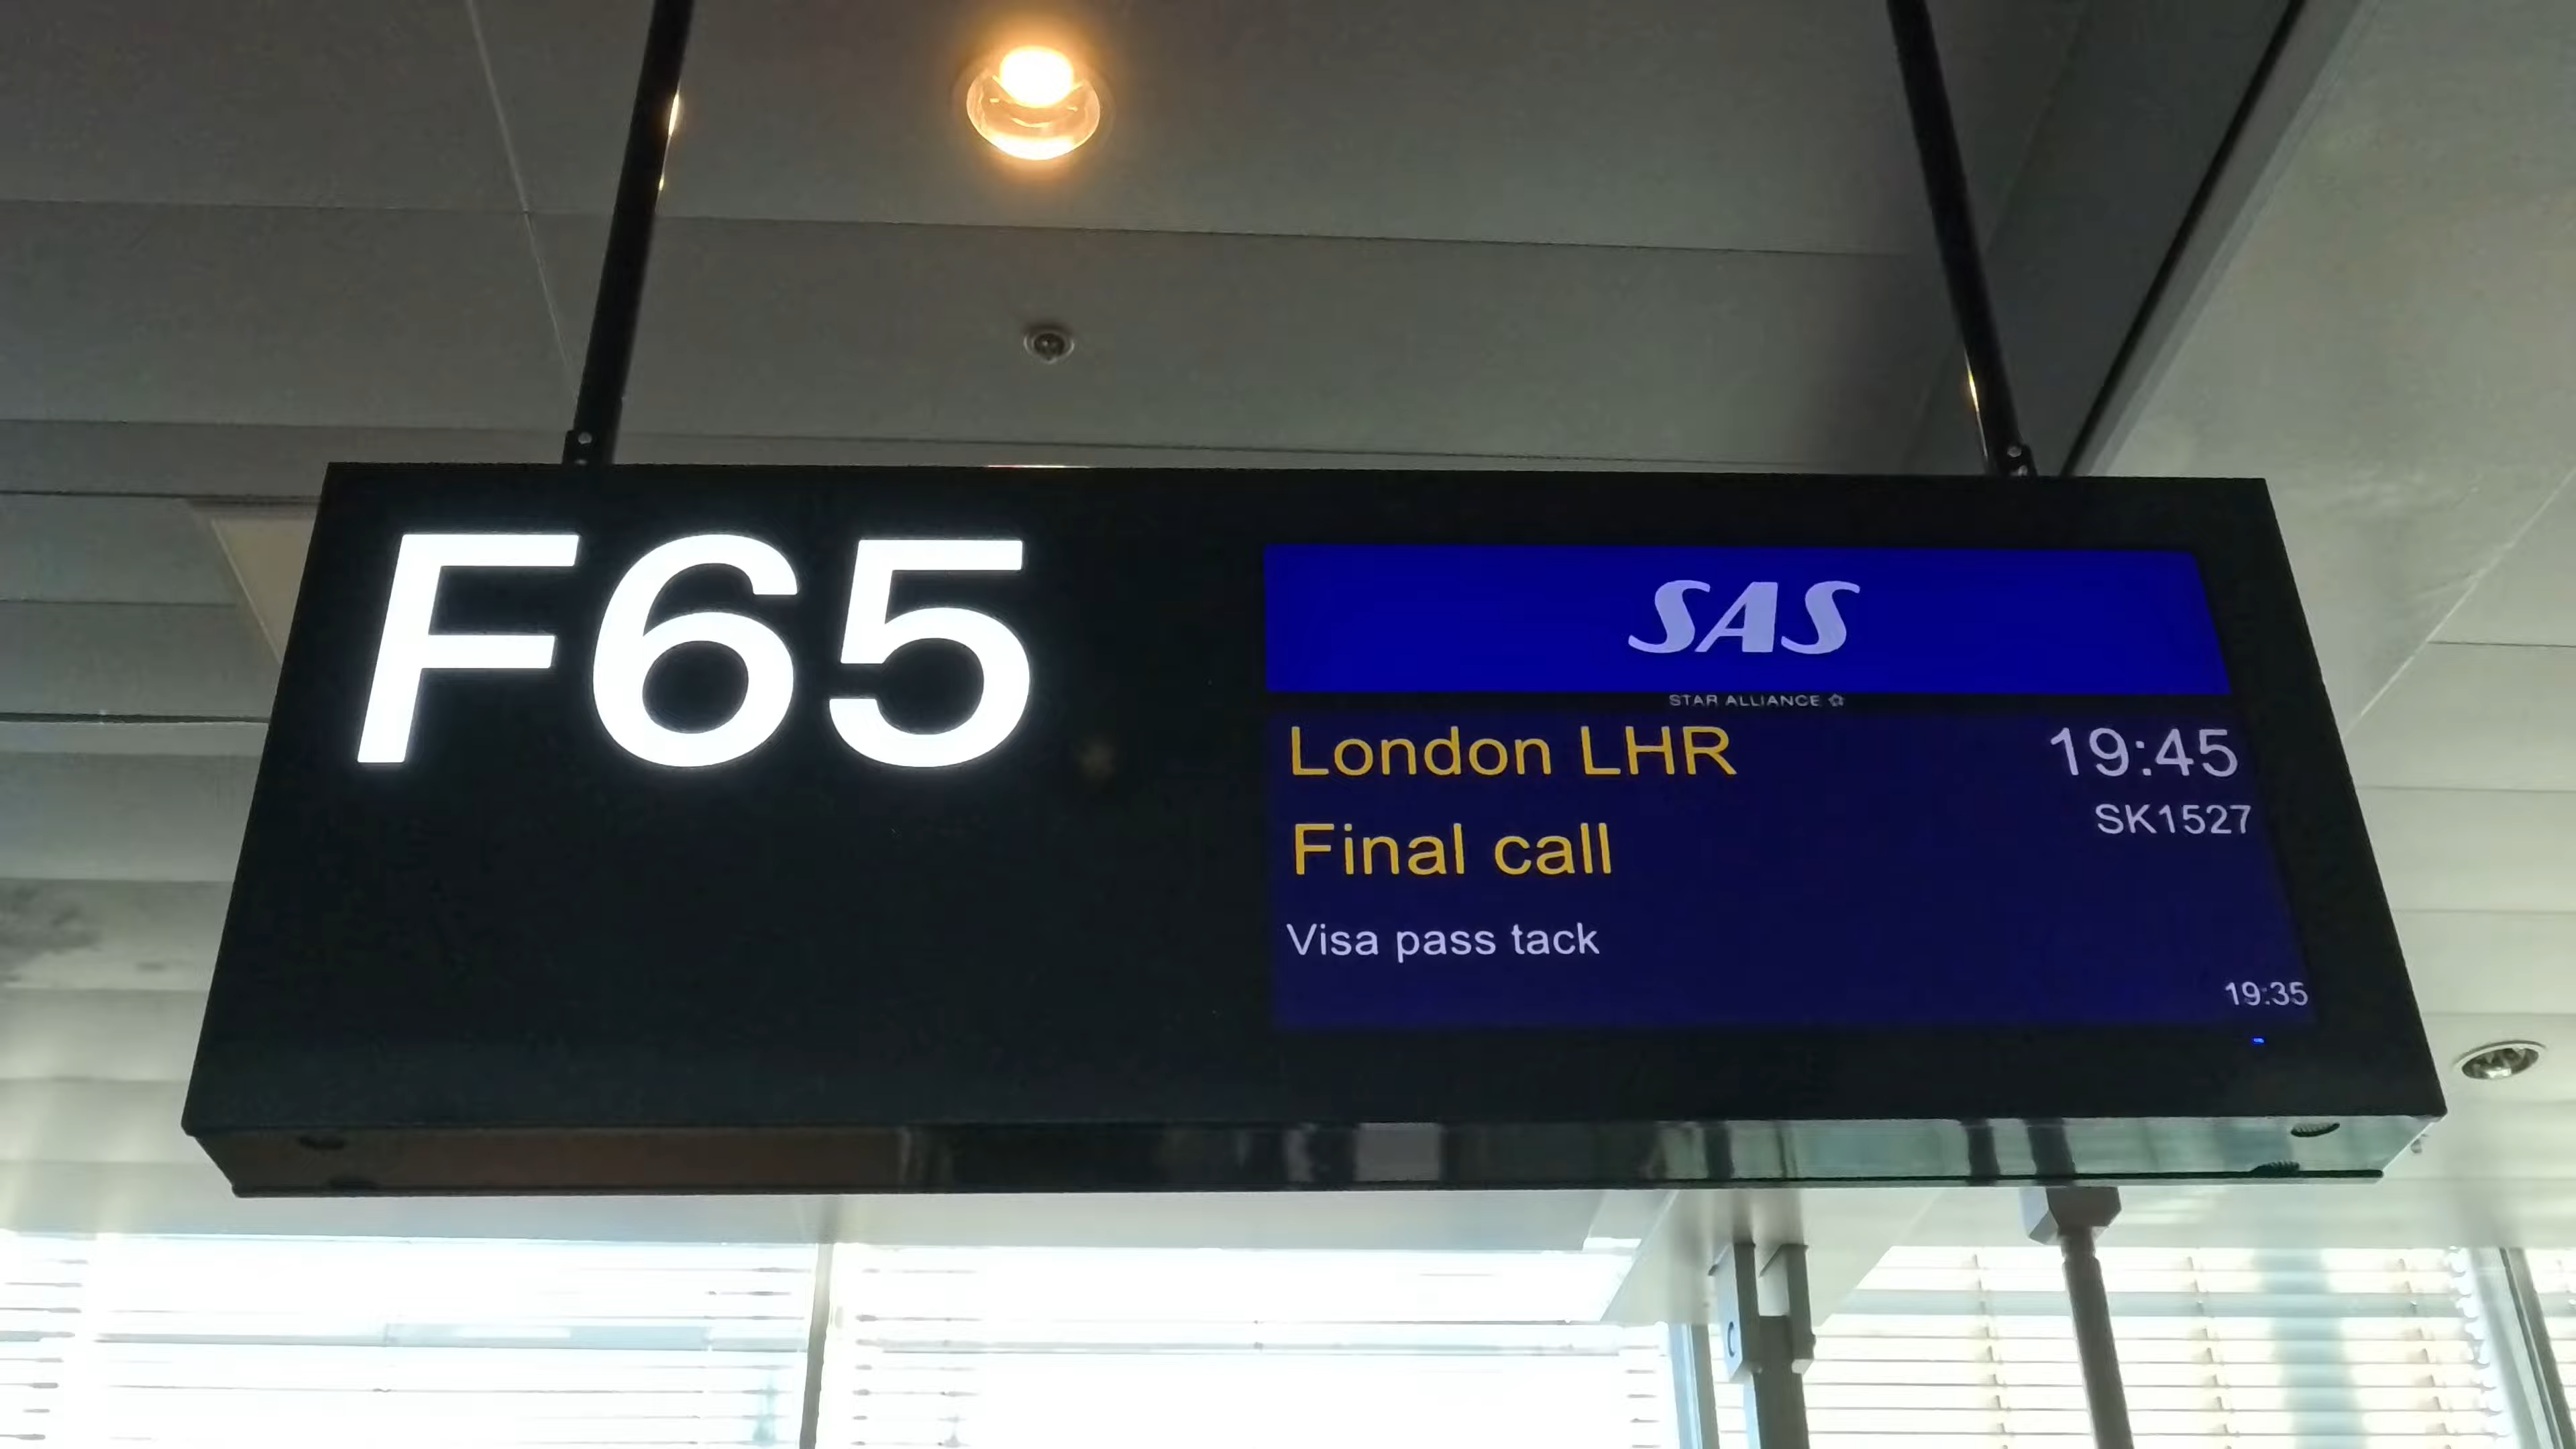 F65
SAS
STAR ALLIANCE
London LHR 19:45
SK1527
Final call
Visa pass tack
19:35